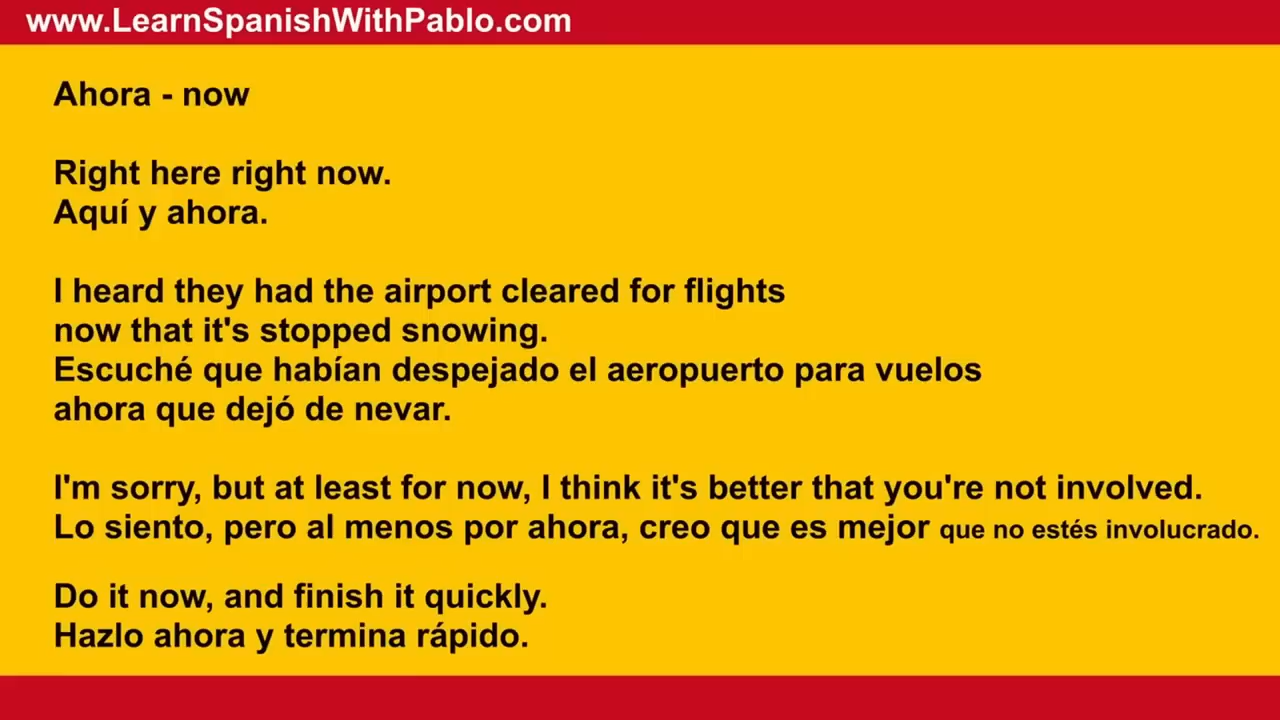 www.LearnSpanishWithPablo.com
Ahora - now
Right here right now.
Aquí y ahora.
I heard they had the airport cleared for flights
now that it's stopped snowing.
Escuché que habían despejado el aeropuerto para vuelos
ahora que dejó de nevar.
I'm sorry, but at least for now, I think it's better that you're not involved.
Lo siento, pero al menos por ahora, creo que es mejor que no estés involucrado.
Do it now, and finish it quickly.
Hazlo ahora y termina rápido.